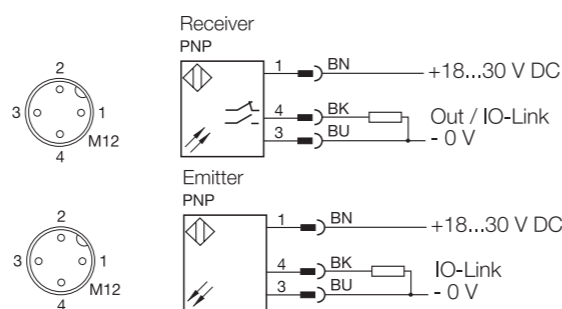 Receiver
PNP
2
3 1
4 M12
1 BN +18...30 V DC
4 BK Out / IO-Link
3 BU - 0 V
Emitter
PNP
2
3 1
4 M12
1 BN +18...30 V DC
4 BK IO-Link
3 BU - 0 V